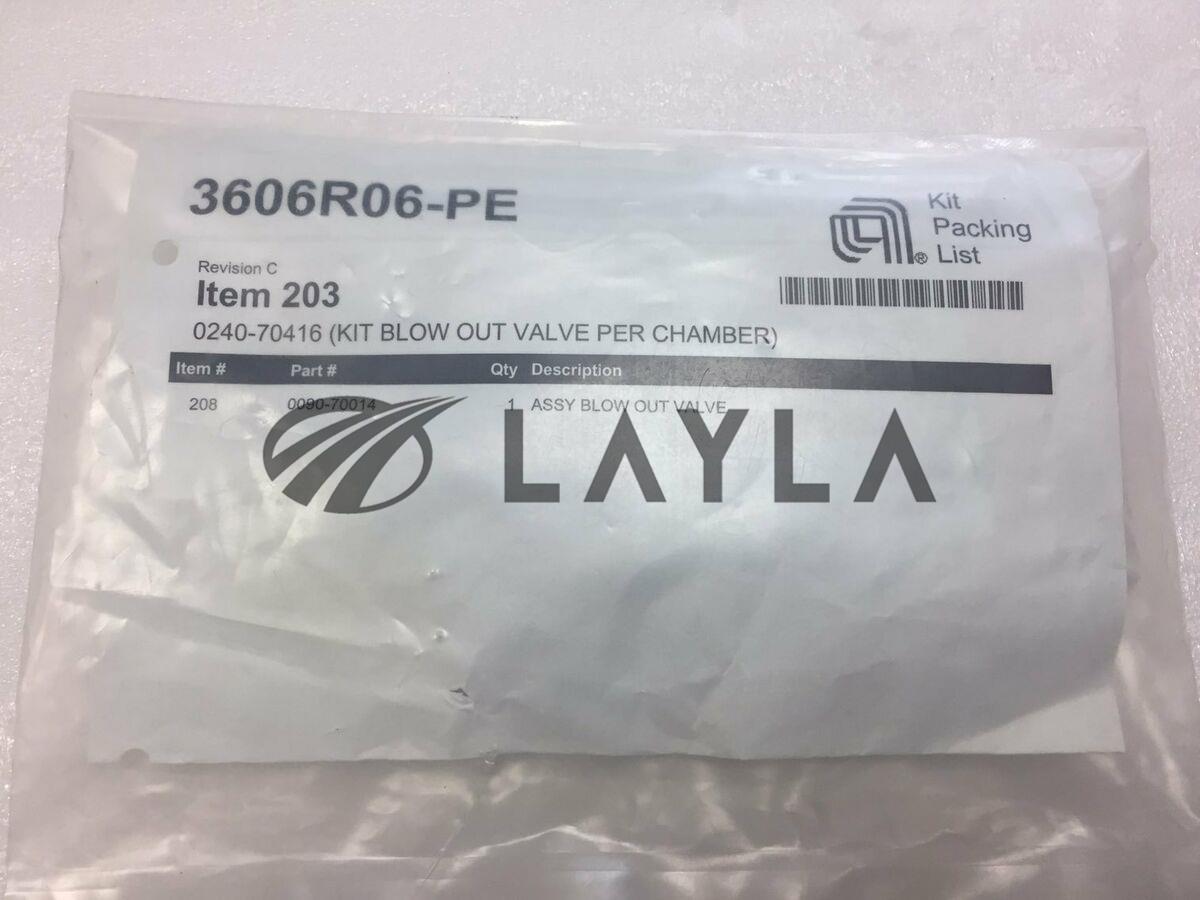 3606R06-PE
Kit
Packing
® List
Revision C
Item 203
0240-70416 (KIT BLOW OUT VALVE PER CHAMBER)
Item # Part # Qty Description
208 0090-70014 1 ASSY BLOW OUT VALVE
LAYLA